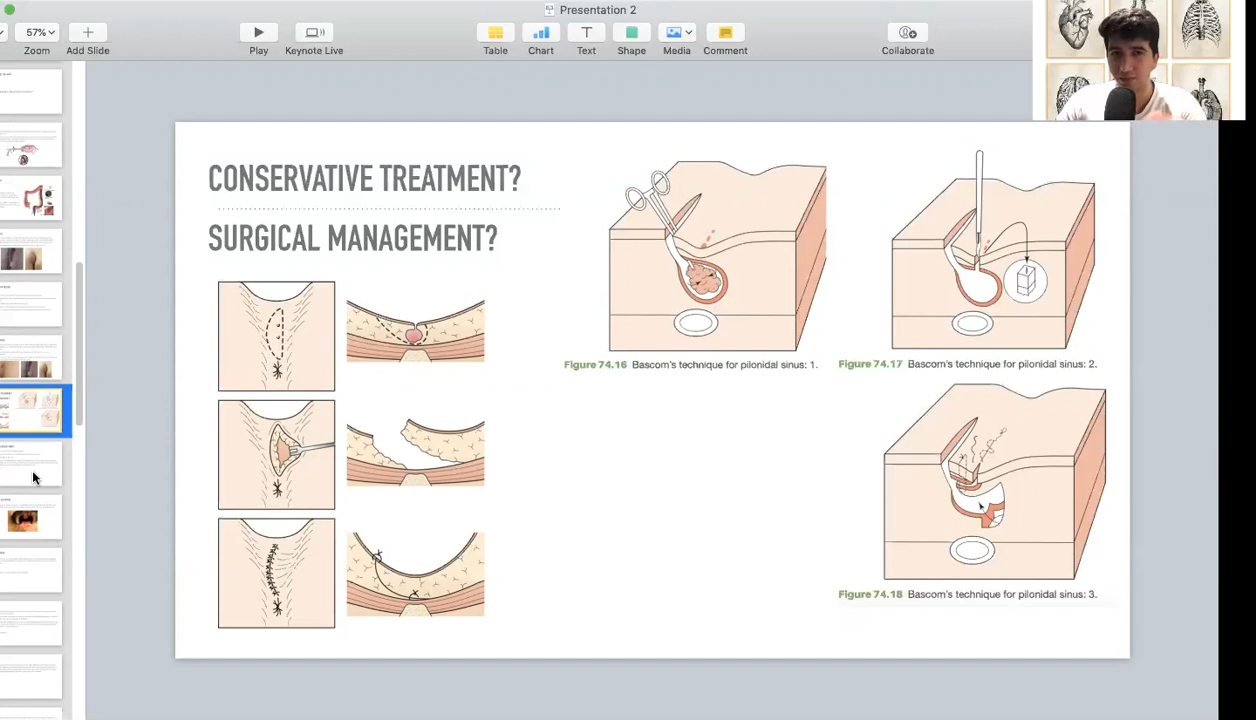 Presentation 2
57%
Zoom
Add Slide
Play
Keynote Live
Table
Chart
Text
Shape
Media
Comment
Collaborate
CONSERVATIVE TREATMENT?
SURGICAL MANAGEMENT?
Figure 74.16 Bascom's technique for pilonidal sinus: 1.
Figure 74.17 Bascom's technique for pilonidal sinus: 2.
Figure 74.18 Bascom's technique for pilonidal sinus: 3.